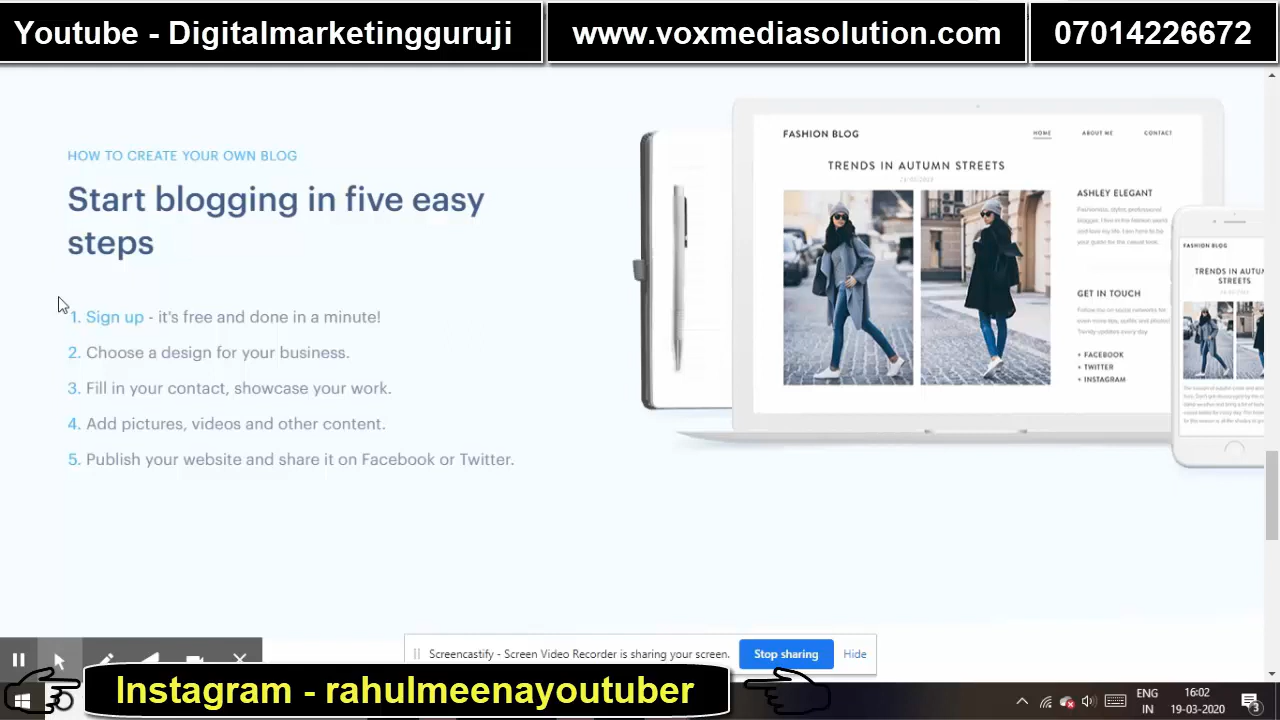 Youtube - Digitalmarketingguruji
www.voxmediasolution.com
07014226672
HOW TO CREATE YOUR OWN BLOG
Start blogging in five easy
steps
1. Sign up - it's free and done in a minute!
2. Choose a design for your business.
3. Fill in your contact, showcase your work.
4. Add pictures, videos and other content.
5. Publish your website and share it on Facebook or Twitter.
FASHION BLOG
HOME
ABOUT ME
CONTACT
TRENDS IN AUTUMN STREETS
ASHLEY ELEGANT
GET IN TOUCH
+ FACEBOOK
+ TWITTER
+ INSTAGRAM
FASHION BLOG
TRENDS IN AUTUMN
STREETS
Screencastify - Screen Video Recorder is sharing your screen.
Stop sharing
Hide
Instagram - rahulmeenayoutuber
ENG
IN
16:02
19-03-2020
3